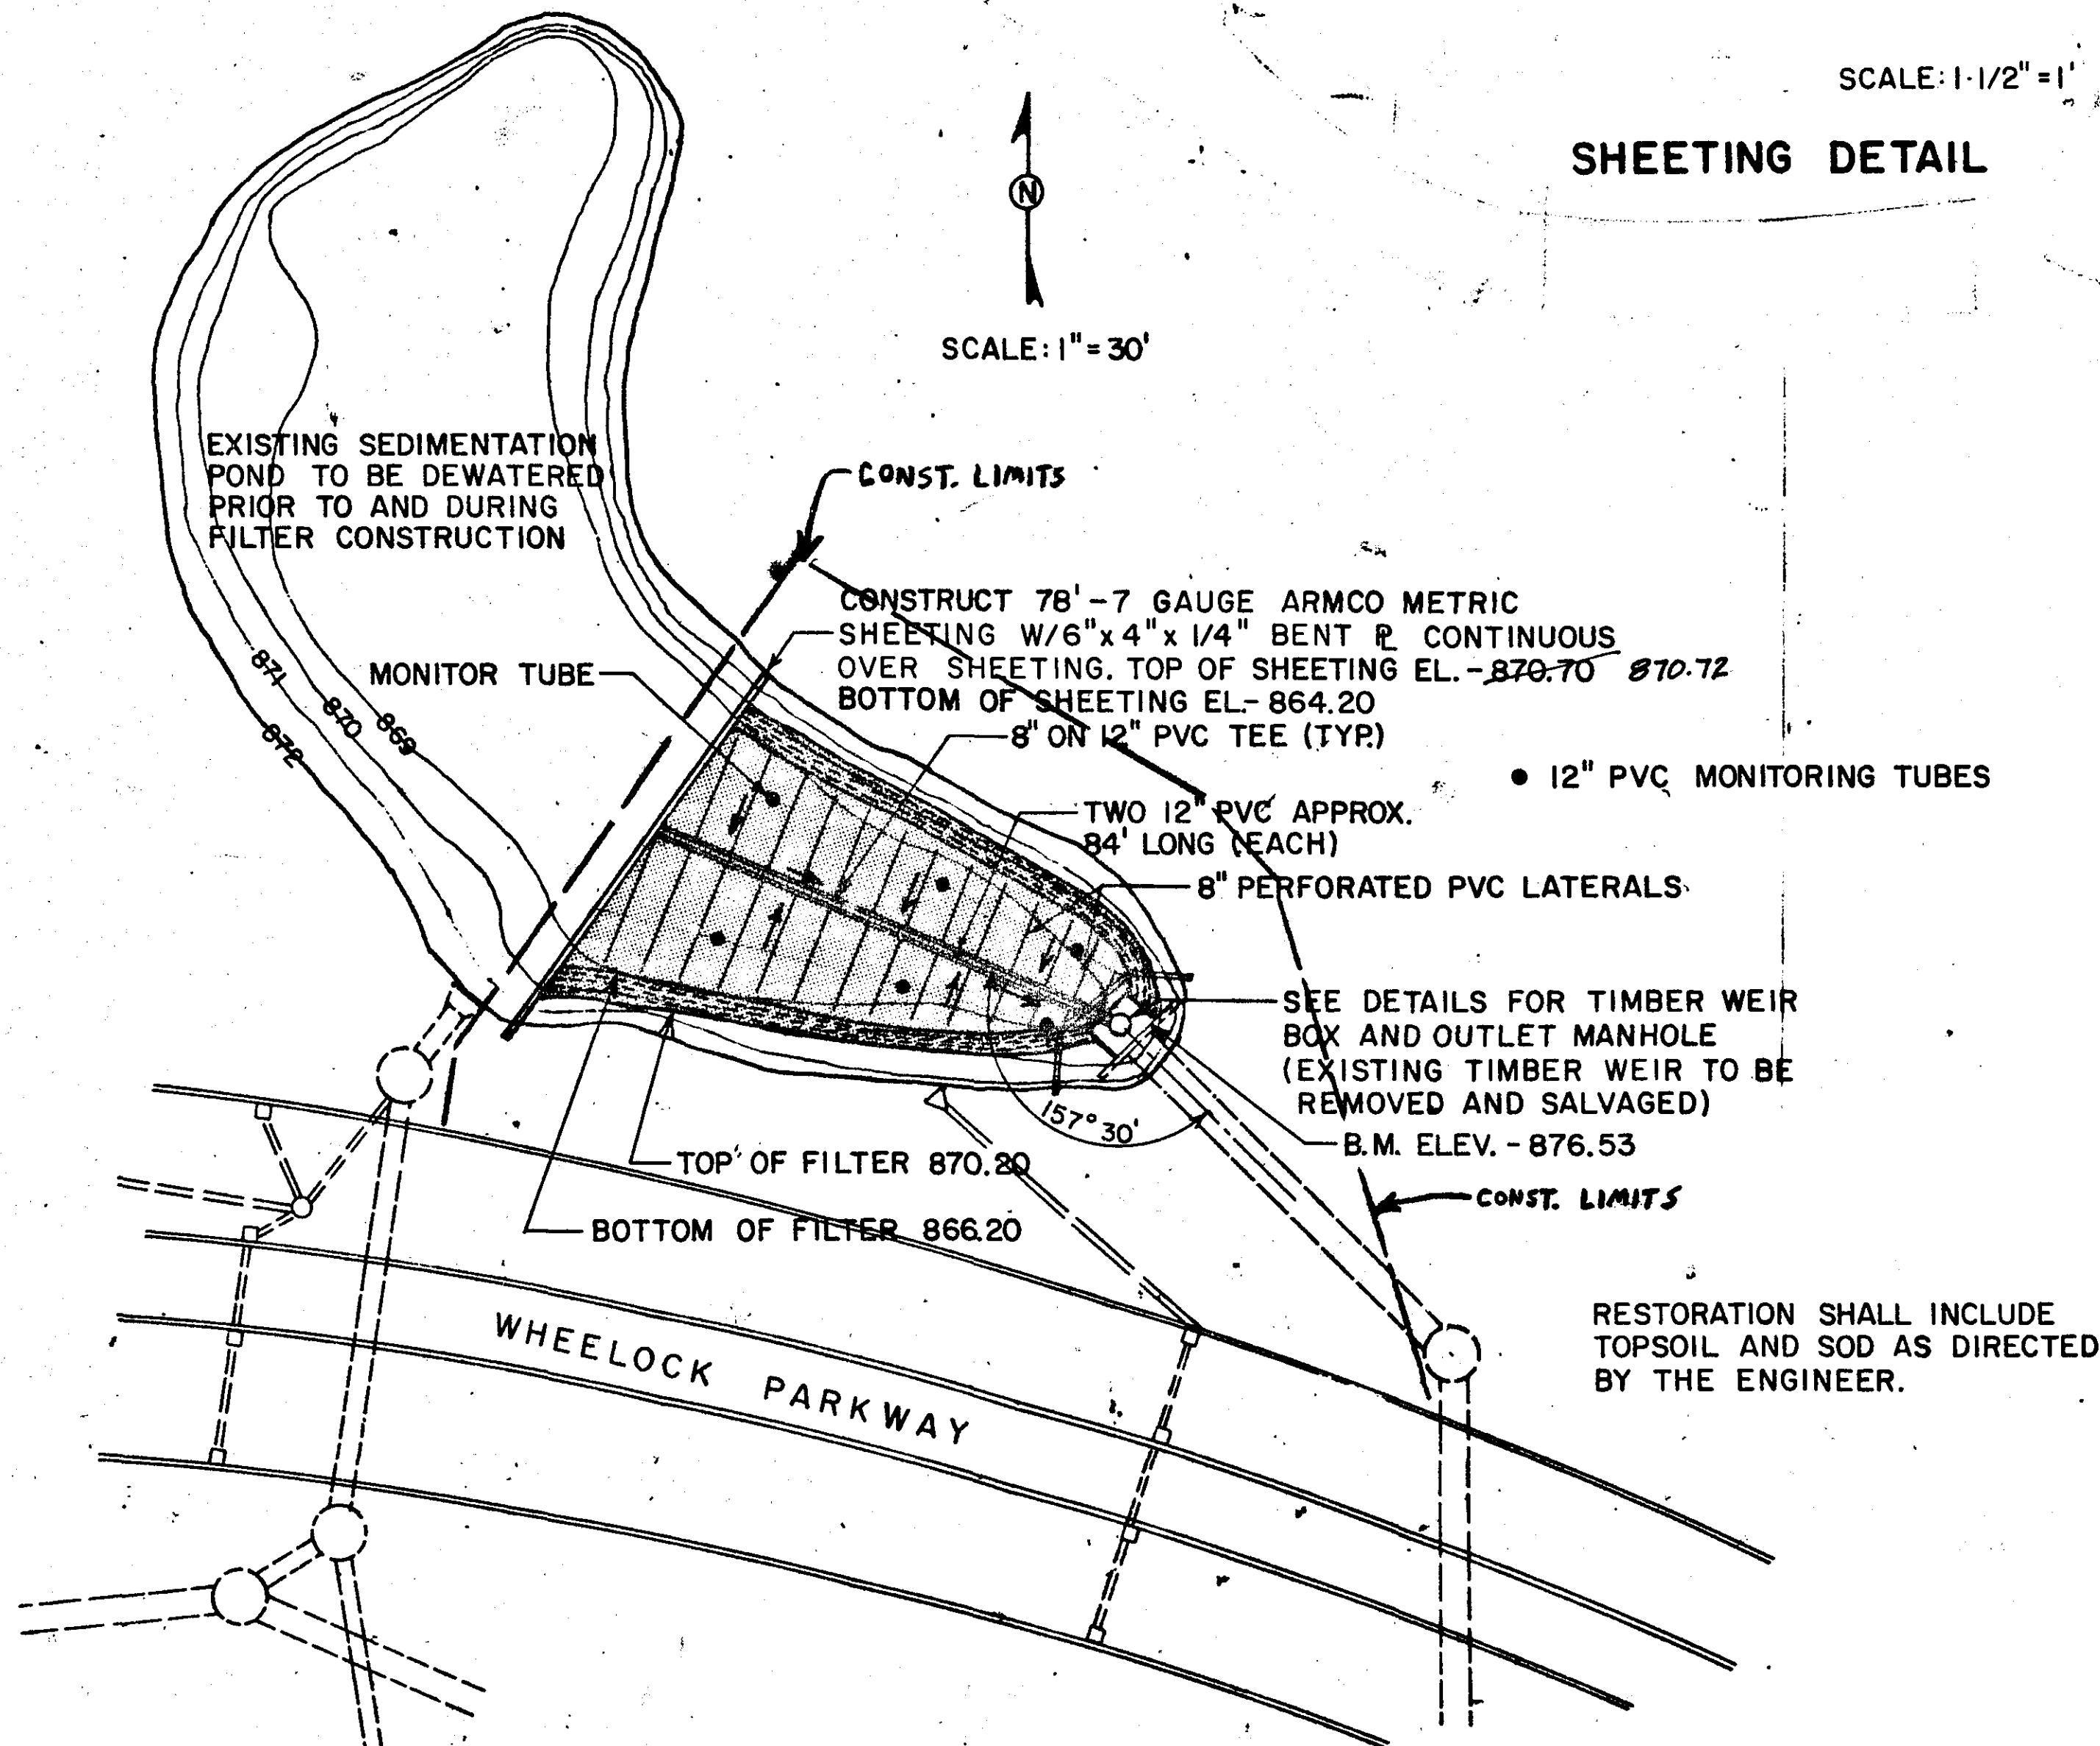 SCALE: 1-1/2" = 1'
SHEETING DETAIL
N
SCALE: 1" = 30'
EXISTING SEDIMENTATION
POND TO BE DEWATERED
PRIOR TO AND DURING
FILTER CONSTRUCTION
CONST. LIMITS
CONSTRUCT 78'-7 GAUGE ARMCO METRIC
SHEETING W/6"x 4"x 1/4" BENT PL CONTINUOUS
OVER SHEETING. TOP OF SHEETING EL.-870.70 870.72
BOTTOM OF SHEETING EL.-864.20
MONITOR TUBE
871
870
869
872
8" ON 12" PVC TEE (TYP.)
12" PVC MONITORING TUBES
TWO 12" PVC APPROX.
84' LONG (EACH)
8" PERFORATED PVC LATERALS
SEE DETAILS FOR TIMBER WEIR
BOX AND OUTLET MANHOLE
(EXISTING TIMBER WEIR TO BE
REMOVED AND SALVAGED)
157° 30'
B.M. ELEV. - 876.53
TOP OF FILTER 870.20
CONST. LIMITS
BOTTOM OF FILTER 866.20
RESTORATION SHALL INCLUDE
TOPSOIL AND SOD AS DIRECTED
BY THE ENGINEER.
WHEELOCK PARKWAY